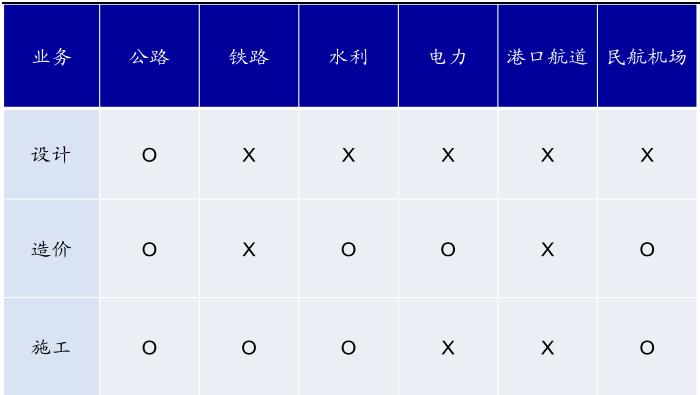 业务 公路 铁路 水利 电力 港口航道 民航机场
设计 O X X X X X
造价 O X O O X O
施工 O O O X X O